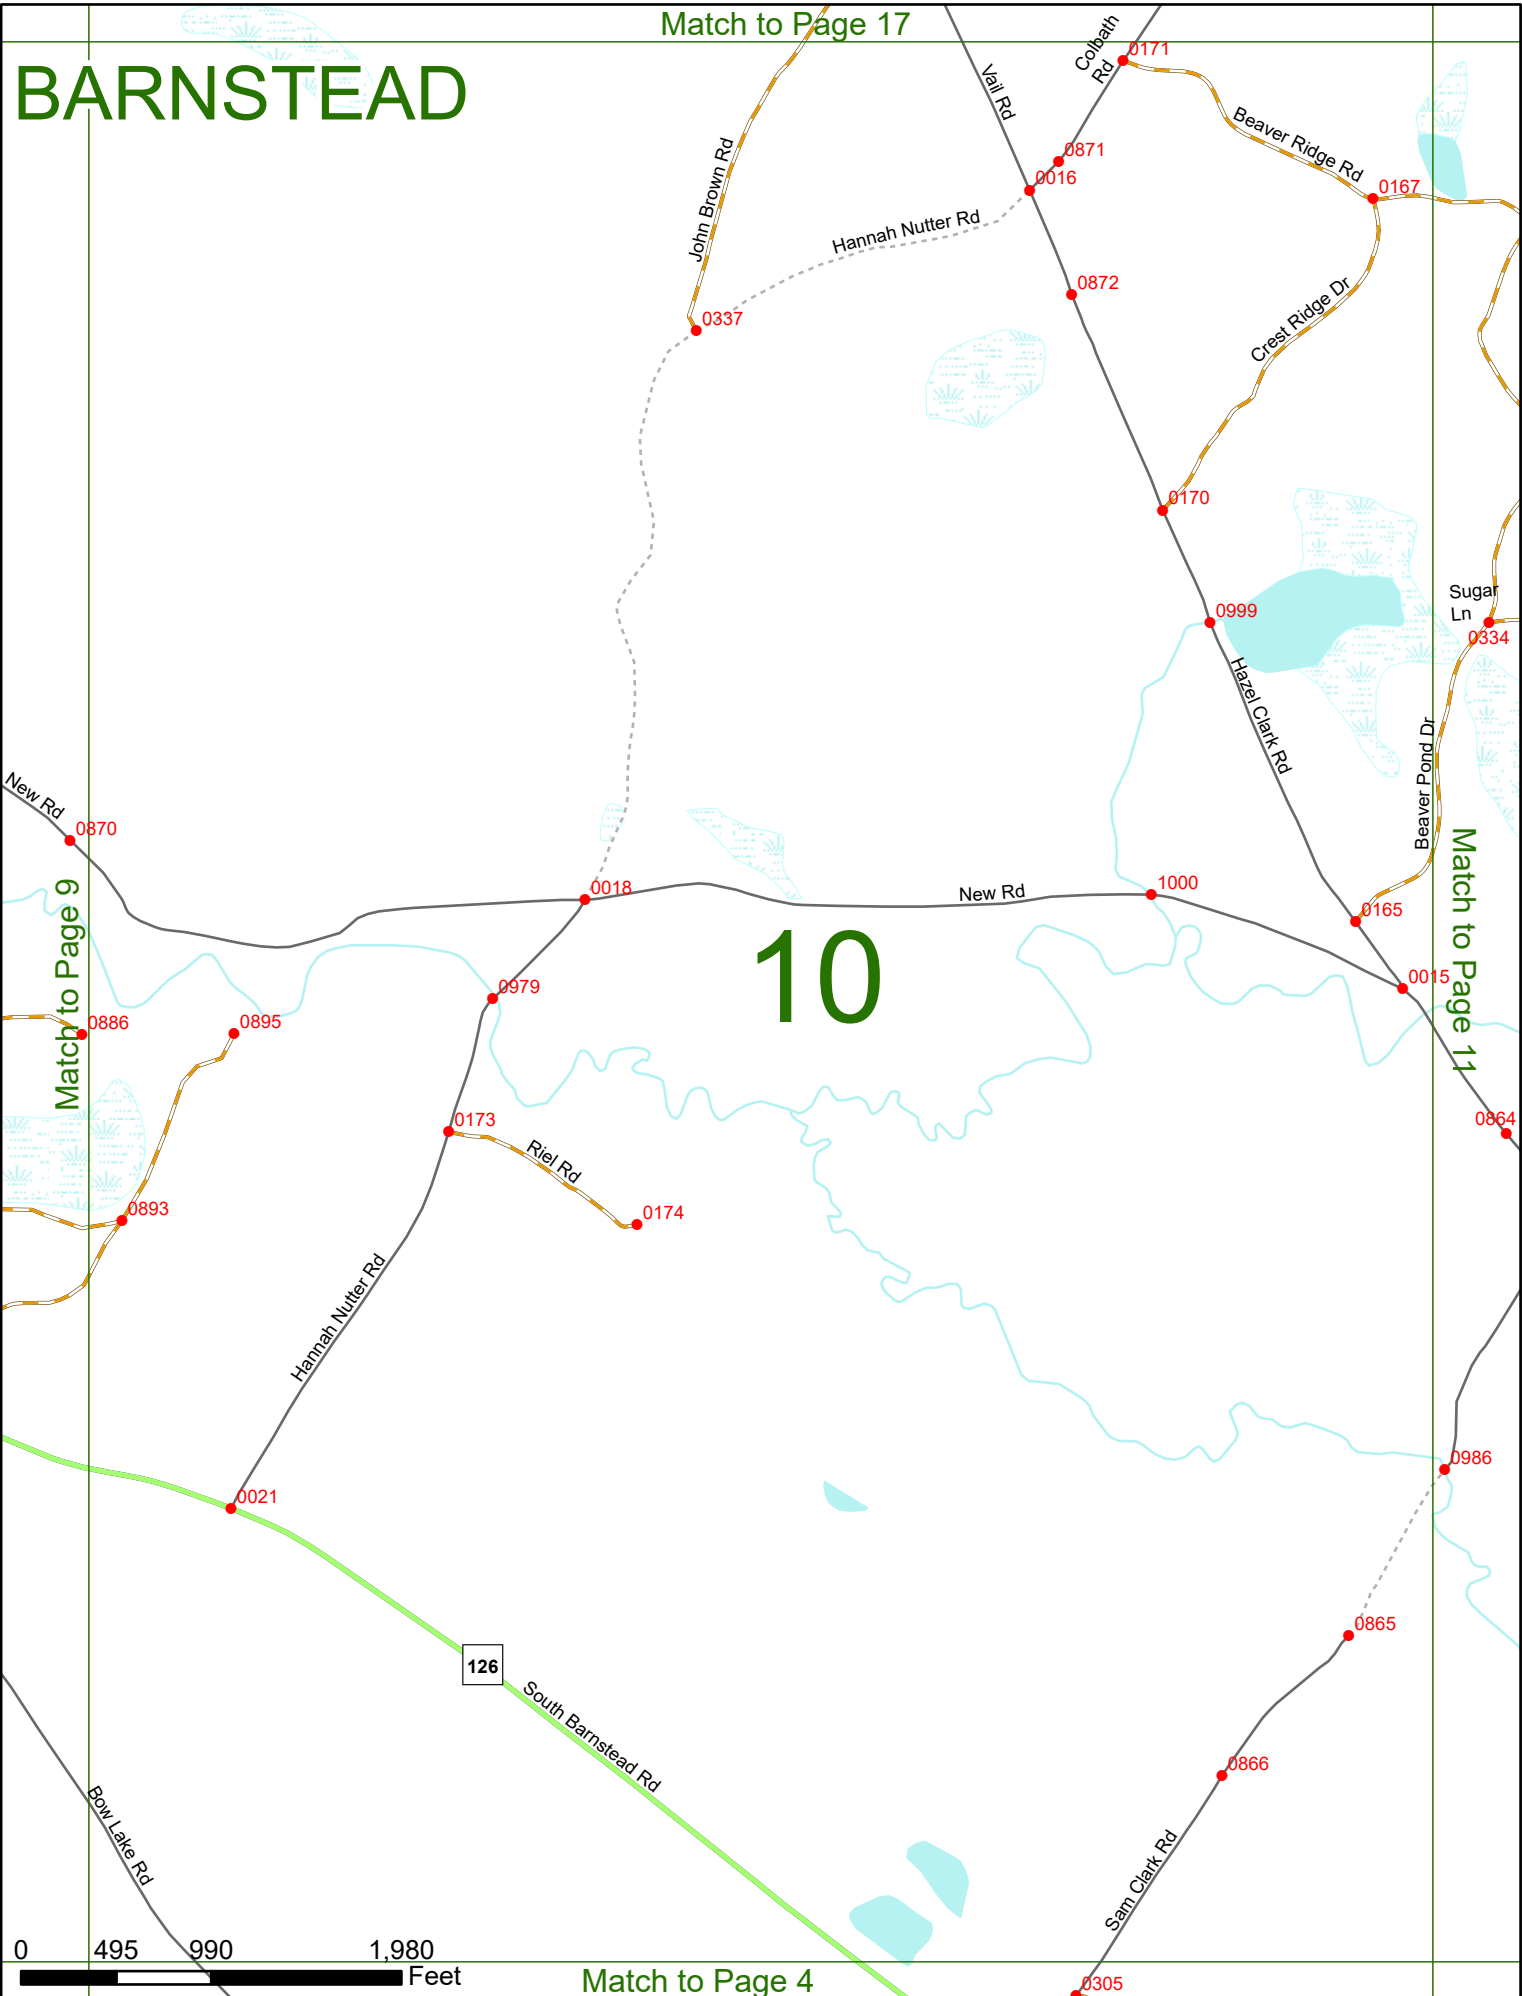 Match to Page 17
BARNSTEAD
Colbath
Rd
0171
Vail Rd
Beaver Ridge Rd
John Brown Rd
0871
0016
0167
Hannah Nutter Rd
0872
Crest Ridge Dr
0337
0170
Sugar
Ln
0999
0334
Hazel Clark Rd
Beaver Pond Dr
New Rd
0870
Match to Page 9
0018
New Rd
1000
Match to Page 11
0165
10
0979
0015
0886
0895
0173
0864
Riel Rd
0893
0174
Hannah Nutter Rd
0986
0021
0865
126
South Barnstead Rd
0866
Bow Lake Rd
Sam Clark Rd
0 495 990 1,980
Feet
Match to Page 4
0305